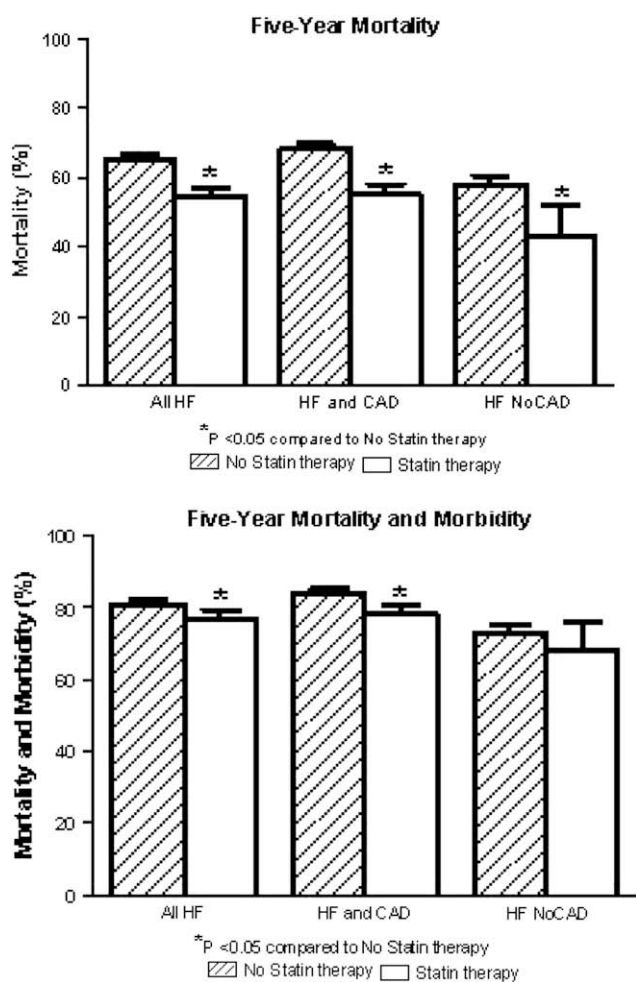 Five-Year Mortality
Mortality (%)
100
80
60
40
20
0
* * *
All HF HF and CAD HF NoCAD
*P <0.05 compared to No Statin therapy
No Statin therapy Statin therapy
Five-Year Mortality and Morbidity
Mortality and Morbidity (%)
100
80
60
40
20
0
* *
All HF HF and CAD HF NoCAD
*P <0.05 compared to No Statin therapy
No Statin therapy Statin therapy